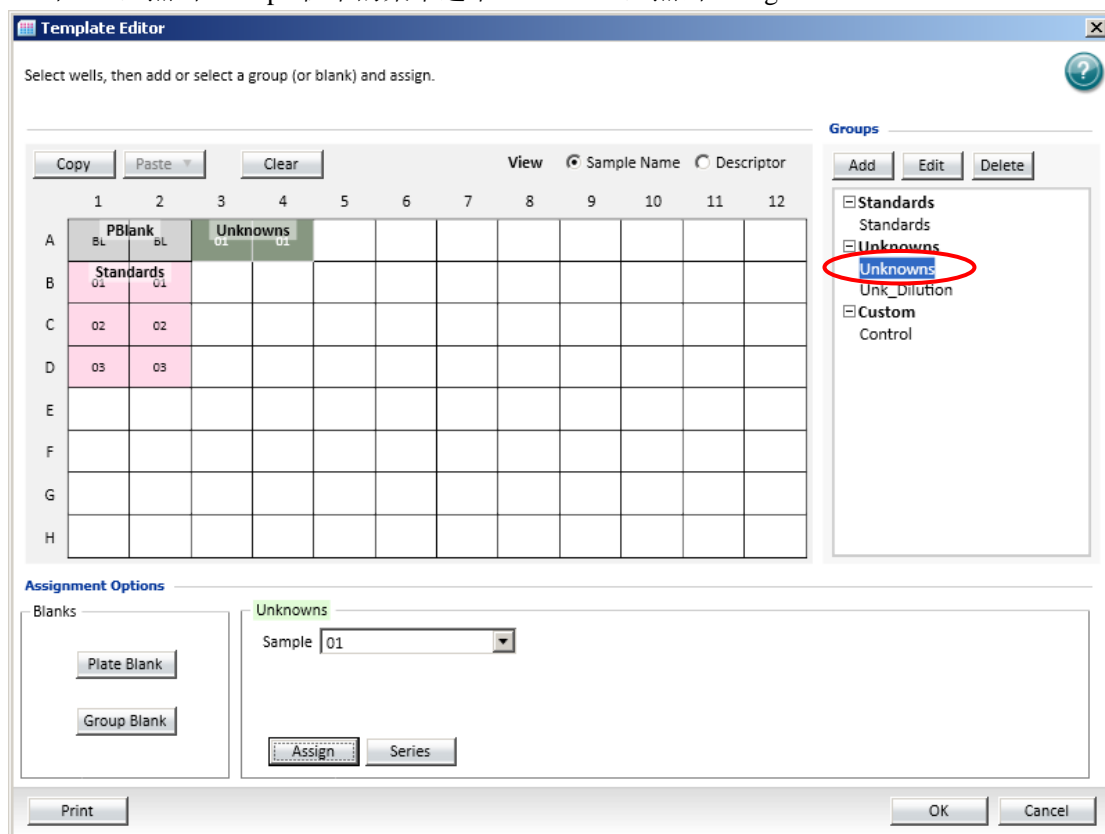 Template Editor
Select wells, then add or select a group (or blank) and assign.
Groups
Copy Paste Clear View Sample Name Descriptor
Add Edit Delete
1 2 3 4 5 6 7 8 9 10 11 12
A PBlank BL BL Unknowns 01 01
B Standards 01 01
C 02 02
D 03 03
E
F
G
H
Standards
Standards
Unknowns
Unknowns
Unk_Dilution
Custom
Control
Assignment Options
Blanks
Plate Blank
Group Blank
Unknowns
Sample 01
Assign Series
Print OK Cancel